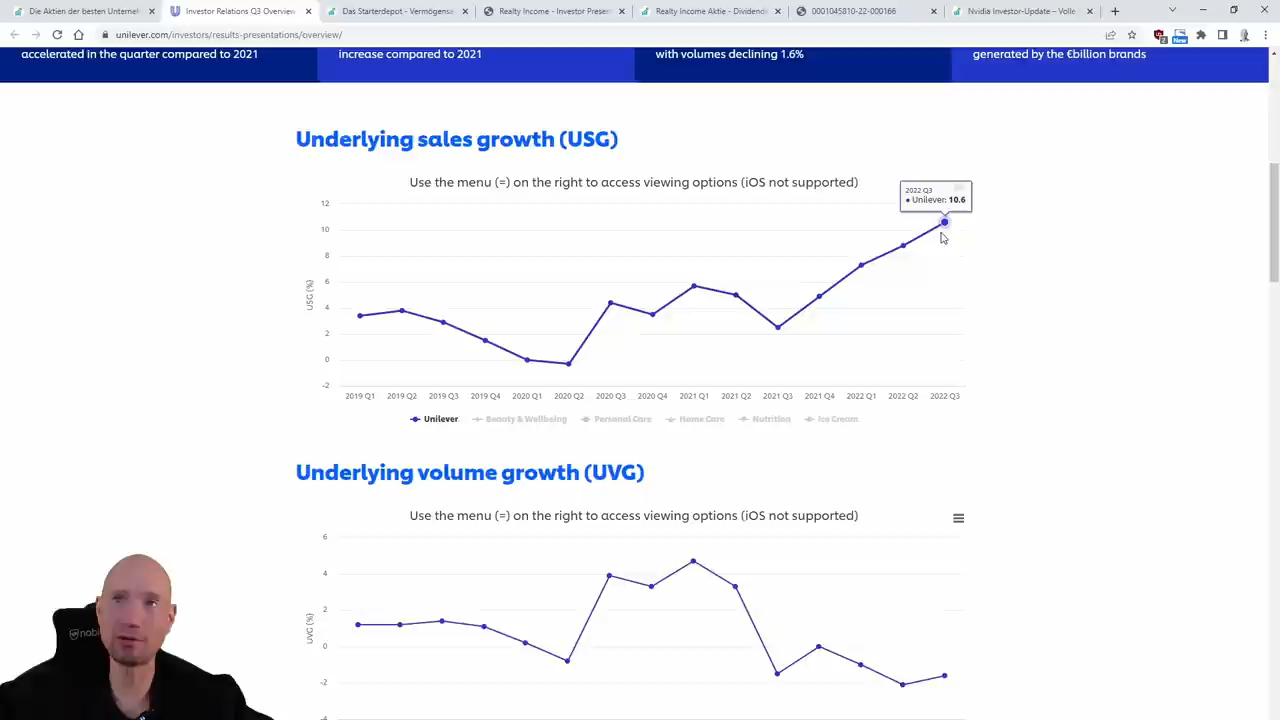 Die Aktien der besten Unternet
Investor Relations Q3 Overview
Das Starterdepot - Vermögense
Realty Income - Investor Presen
Realty Income Aktie - Dividende
0001045810-22-000166
Nvidia Investor-Update – Volle
unilever.com/investors/results-presentations/overview/
New
accelerated in the quarter compared to 2021
increase compared to 2021
with volumes declining 1.6%
generated by the €billion brands
Underlying sales growth (USG)
Use the menu (=) on the right to access viewing options (iOS not supported)
2022 Q3
Unilever: 10.6
12
10
8
6
4
2
0
-2
USG (%)
2019 Q1 2019 Q2 2019 Q3 2019 Q4 2020 Q1 2020 Q2 2020 Q3 2020 Q4 2021 Q1 2021 Q2 2021 Q3 2021 Q4 2022 Q1 2022 Q2 2022 Q3
Unilever Beauty & Wellbeing Personal Care Home Care Nutrition Ice Cream
Underlying volume growth (UVG)
Use the menu (=) on the right to access viewing options (iOS not supported)
6
4
2
0
-2
UVG (%)